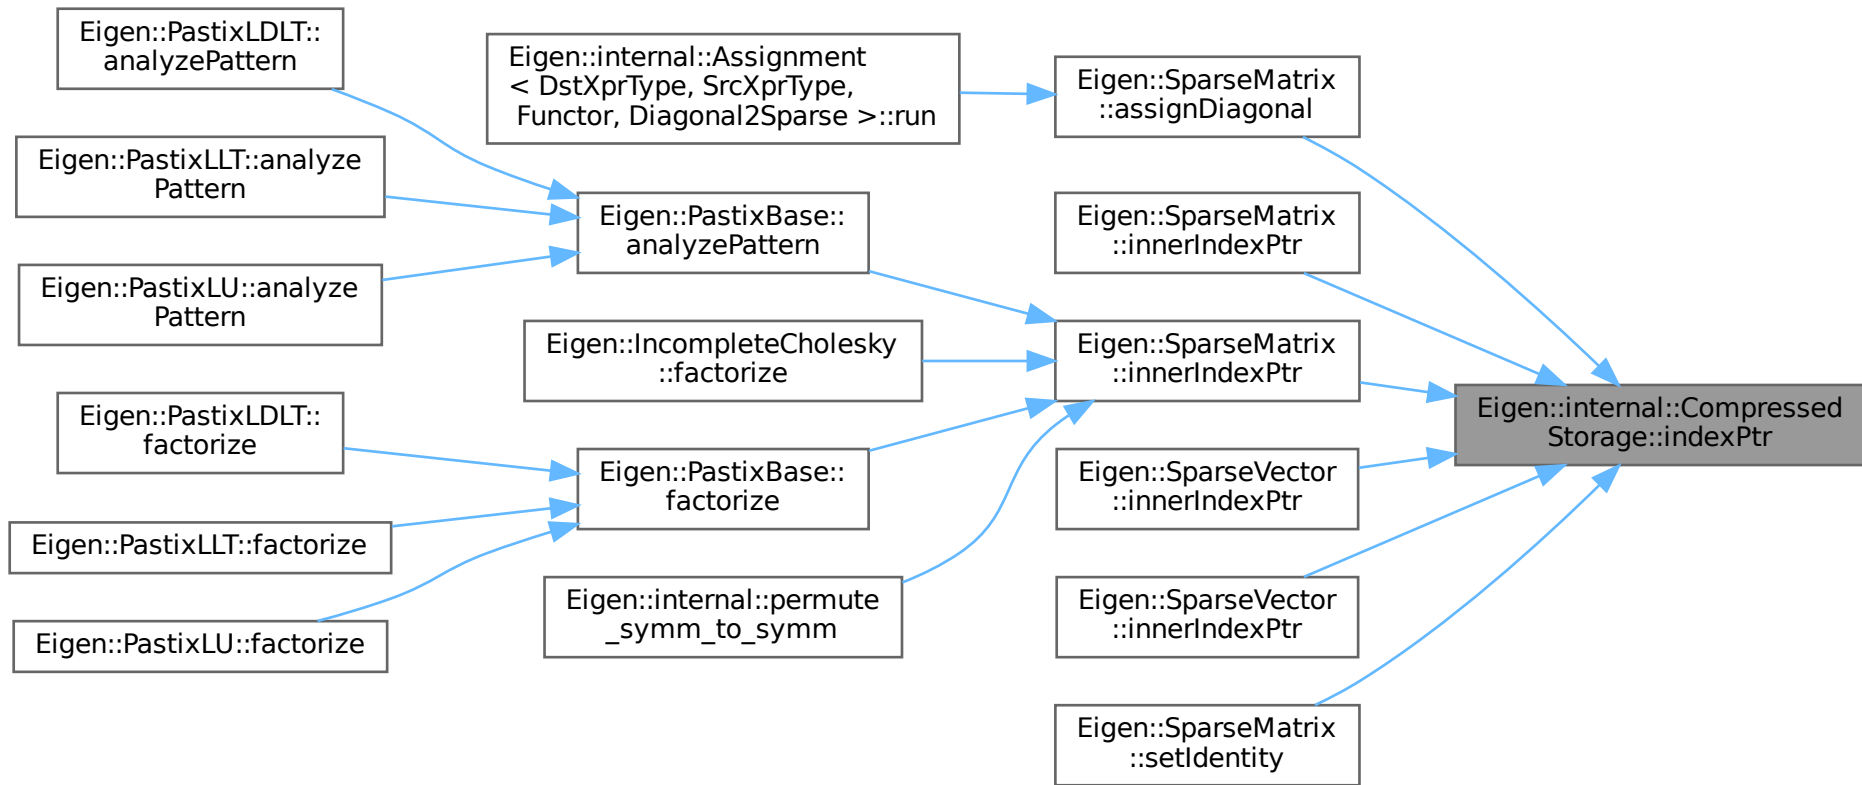 Eigen::PastixLDLT::
analyzePattern
Eigen::PastixLLT::analyze
Pattern
Eigen::PastixLU::analyze
Pattern
Eigen::PastixLDLT::
factorize
Eigen::PastixLLT::factorize
Eigen::PastixLU::factorize
Eigen::internal::Assignment
< DstXprType, SrcXprType,
Functor, Diagonal2Sparse >::run
Eigen::PastixBase::
analyzePattern
Eigen::IncompleteCholesky
::factorize
Eigen::PastixBase::
factorize
Eigen::internal::permute
_symm_to_symm
Eigen::SparseMatrix
::assignDiagonal
Eigen::SparseMatrix
::innerIndexPtr
Eigen::SparseMatrix
::innerIndexPtr
Eigen::SparseVector
::innerIndexPtr
Eigen::SparseVector
::innerIndexPtr
Eigen::SparseMatrix
::setIdentity
Eigen::internal::Compressed
Storage::indexPtr